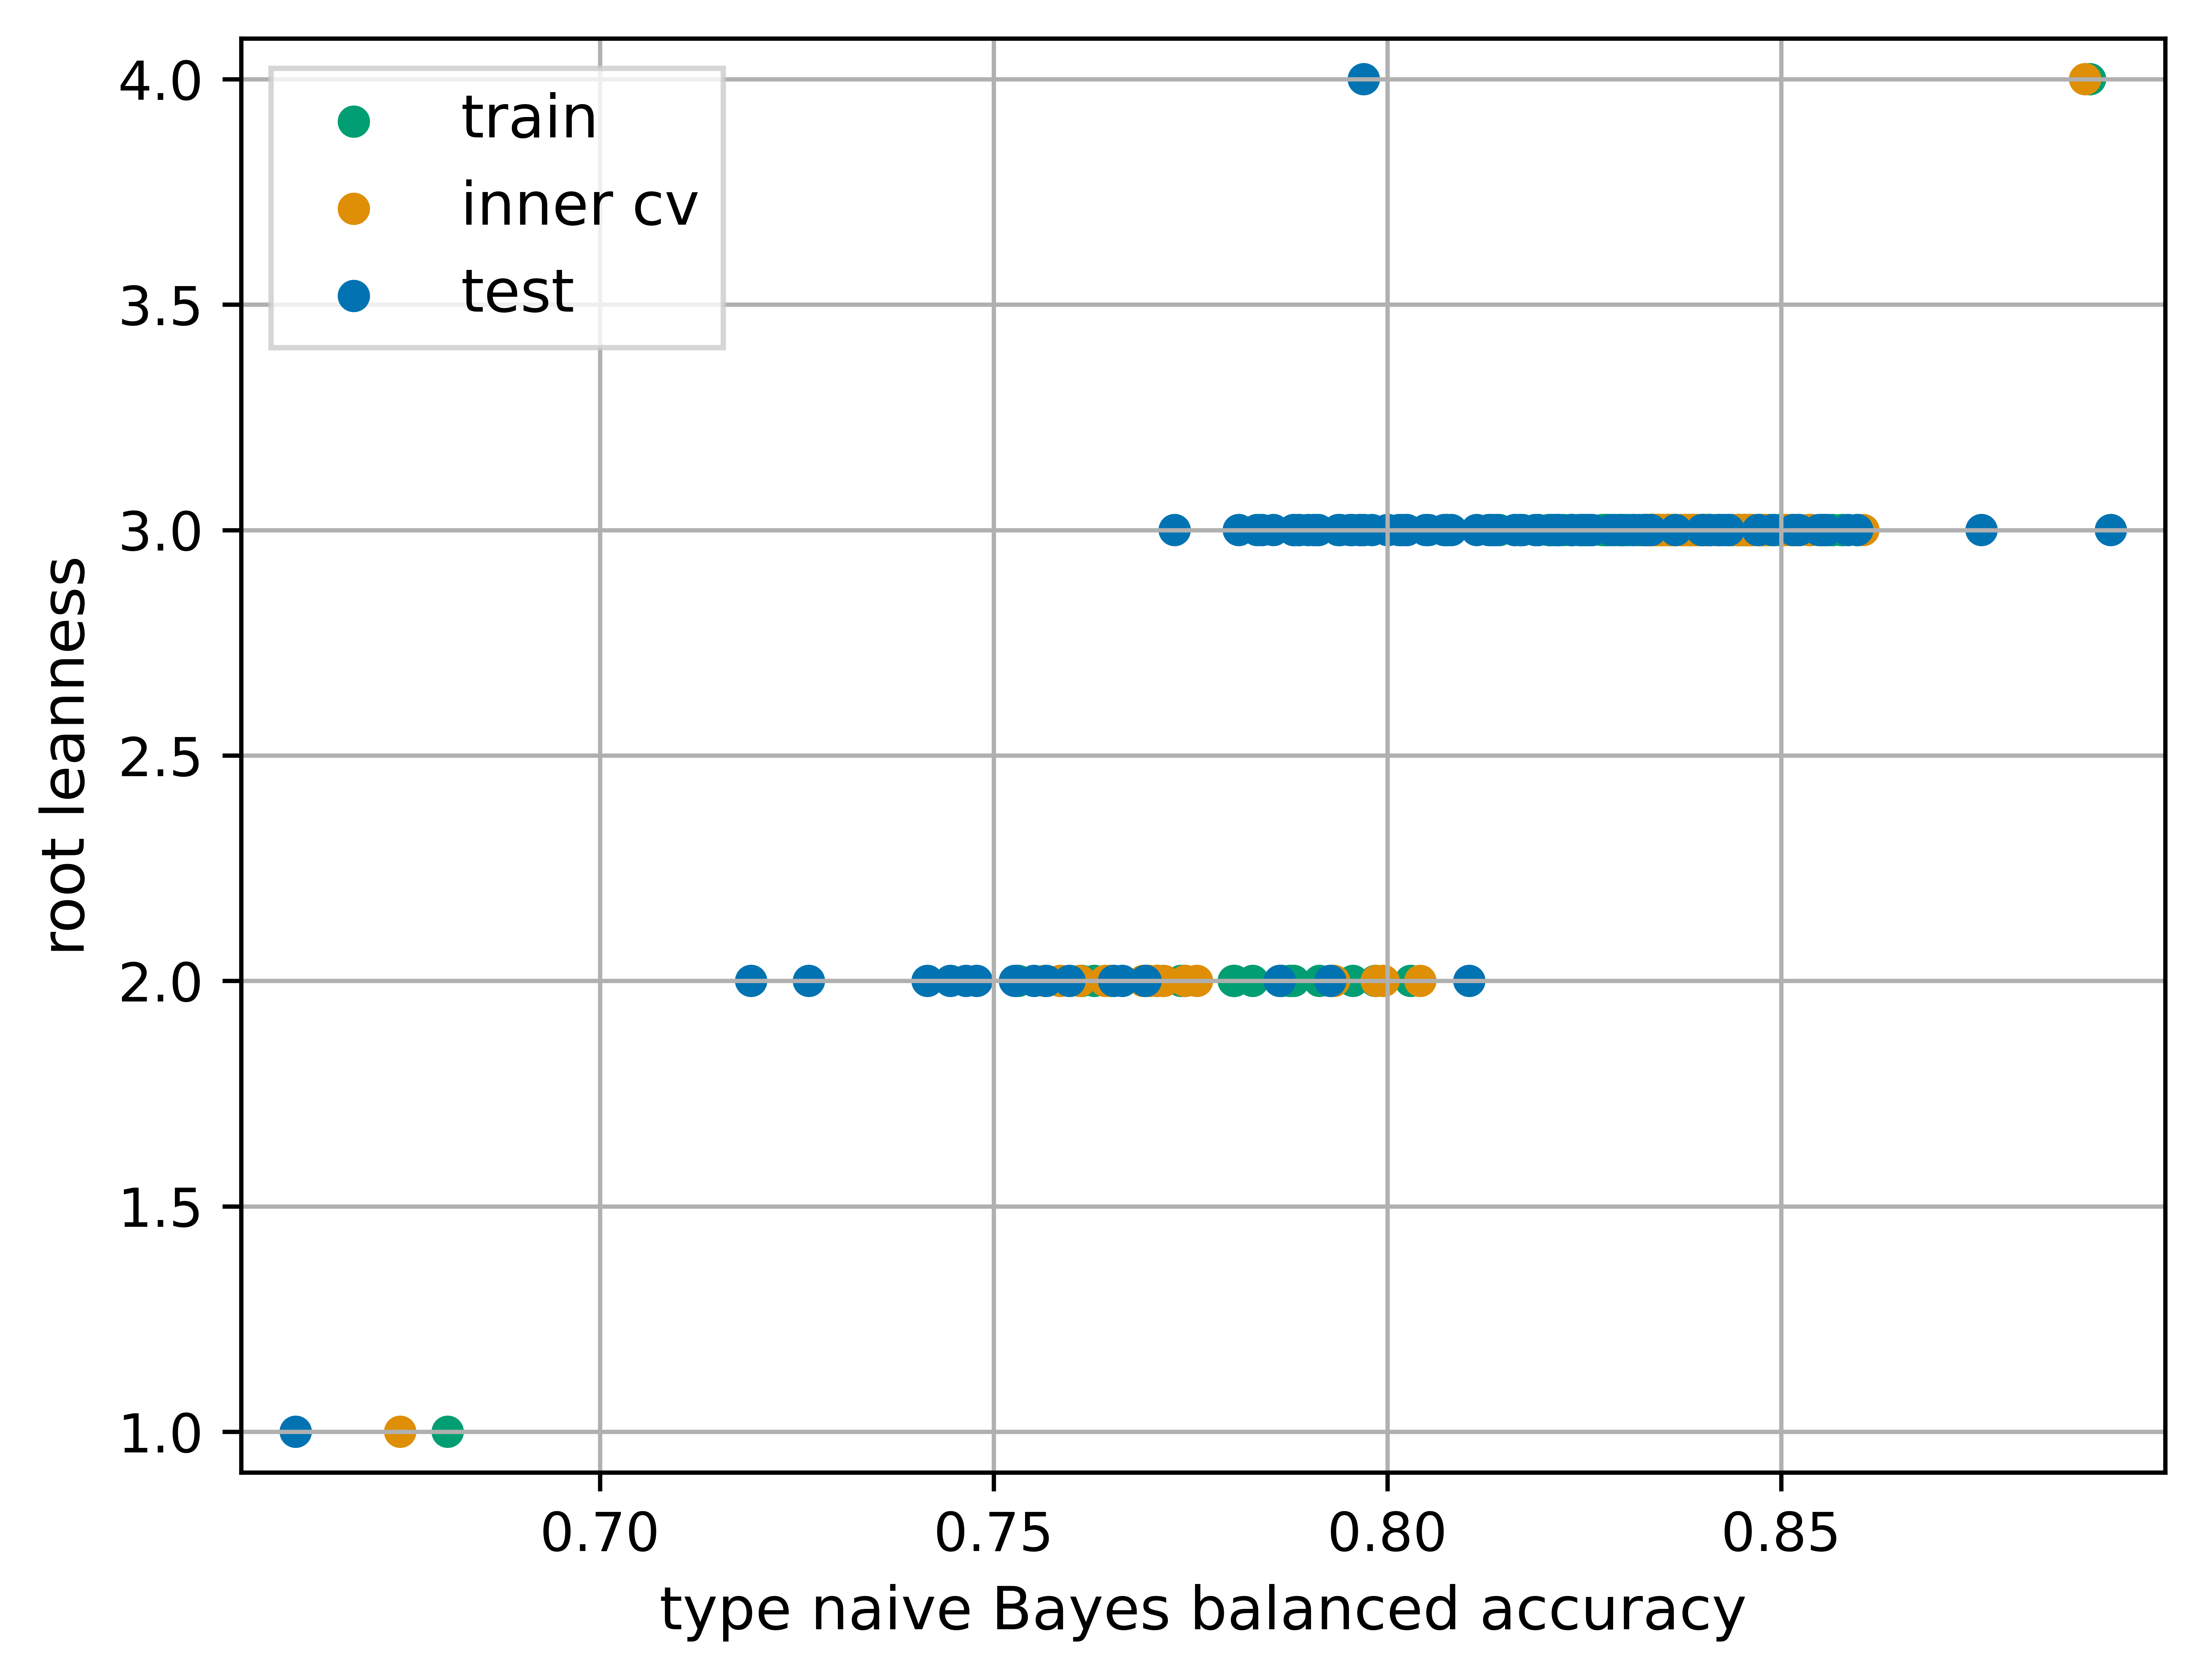 train
inner cv
test
4.0
3.5
3.0
2.5
2.0
1.5
1.0
root leanness
0.70 0.75 0.80 0.85
type naive Bayes balanced accuracy